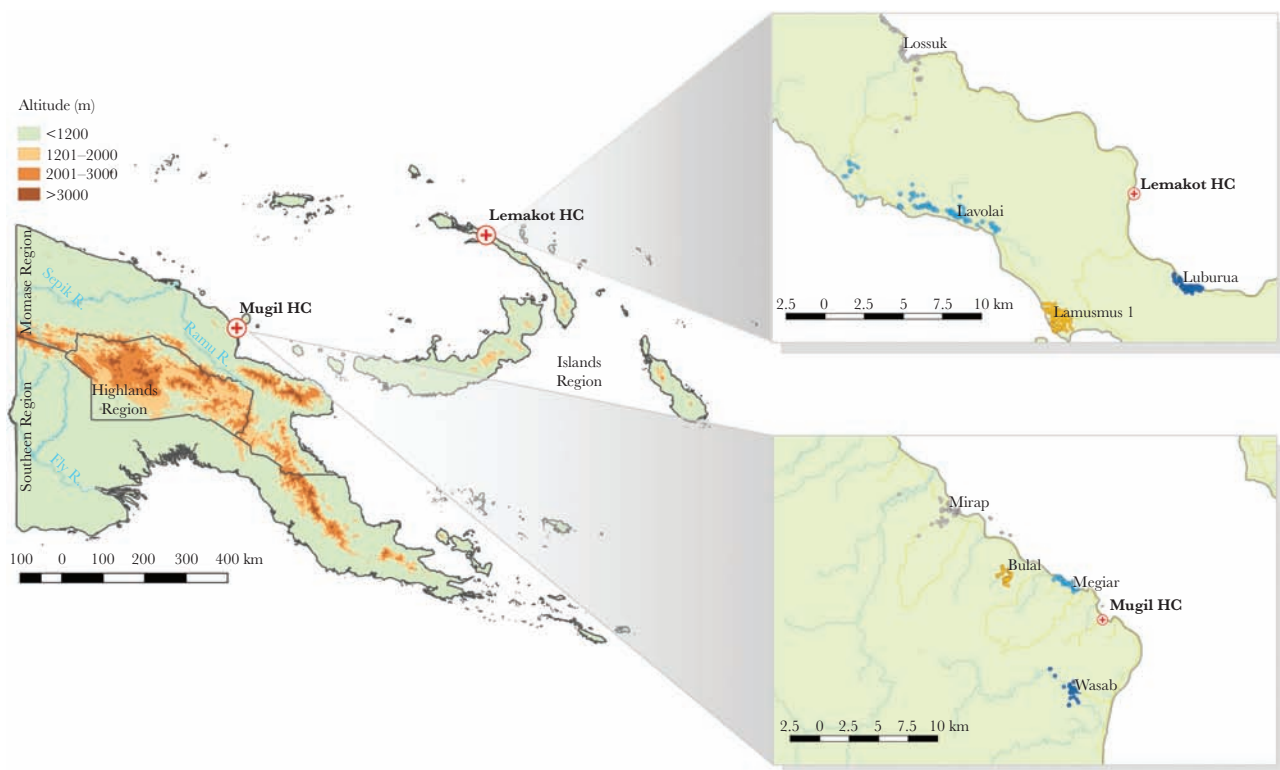 Altitude (m)
<1200
1201–2000
2001–3000
>3000
Momase Region
Sepik R.
Ramu R.
Mugil HC
Lemakot HC
Highlands
Region
Islands
Region
Southeen Region
Fly R.
100 0 100 200 300 400 km
Lossuk
Lemakot HC
Lavolai
Luburua
Lamusmus 1
2.5 0 2.5 5 7.5 10 km
Mirap
Bulal
Megiar
Mugil HC
Wasab
2.5 0 2.5 5 7.5 10 km